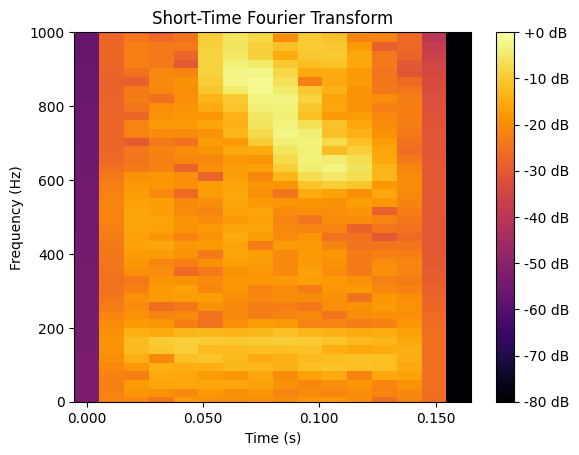 Short-Time Fourier Transform
1000
800
600
400
200
0
Frequency (Hz)
0.000
0.050
0.100
0.150
Time (s)
+0 dB
-10 dB
-20 dB
-30 dB
-40 dB
-50 dB
-60 dB
-70 dB
-80 dB